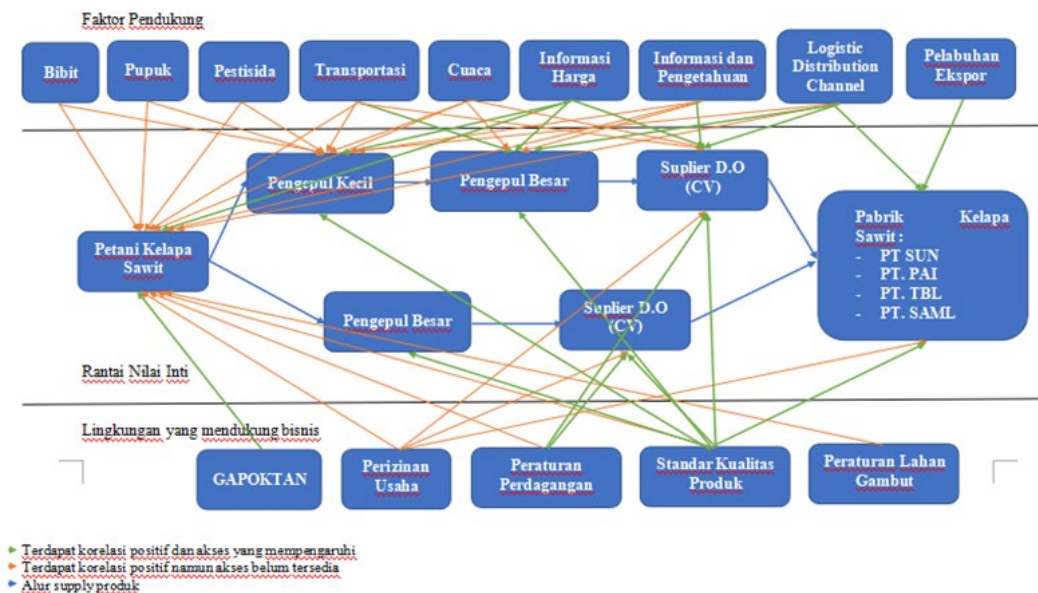 Faktor Pendukung
Bibit
Pupuk
Pestisida
Transportasi
Cuaca
Informasi
Harga
Informasi dan
Pengetahuan
Logistic
Distribution
Channel
Pelabuhan
Ekspor
Pengepul Kecil
Pengepul Besar
Suplier D.O
(CV)
Petani Kelapa
Sawit
Pabrik Kelapa
Sawit :
- PT SUN
- PT. PAI
- PT. TBL
- PT. SAML
Pengepul Besar
Suplier D.O
(CV)
Rantai Nilai Inti
Lingkungan yang mendukung bisnis
GAPOKTAN
Perizinan
Usaha
Peraturan
Perdagangan
Standar Kualitas
Produk
Peraturan Lahan
Gambut
Terdapat korelasi positif dan akses yang mempengaruhi
Terdapat korelasi positif namun akses belum tersedia
Alur supply produk